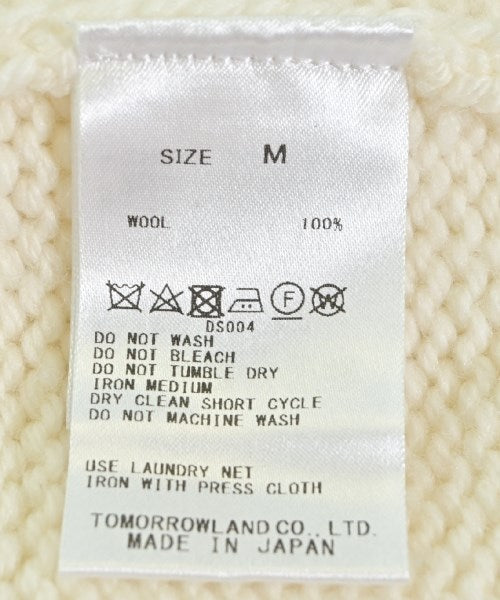 SIZE M
WOOL 100%
F W
DS004
DO NOT WASH
DO NOT BLEACH
DO NOT TUMBLE DRY
IRON MEDIUM
DRY CLEAN SHORT CYCLE
DO NOT MACHINE WASH
USE LAUNDRY NET
IRON WITH PRESS CLOTH
TOMORROWLAND CO., LTD.
MADE IN JAPAN